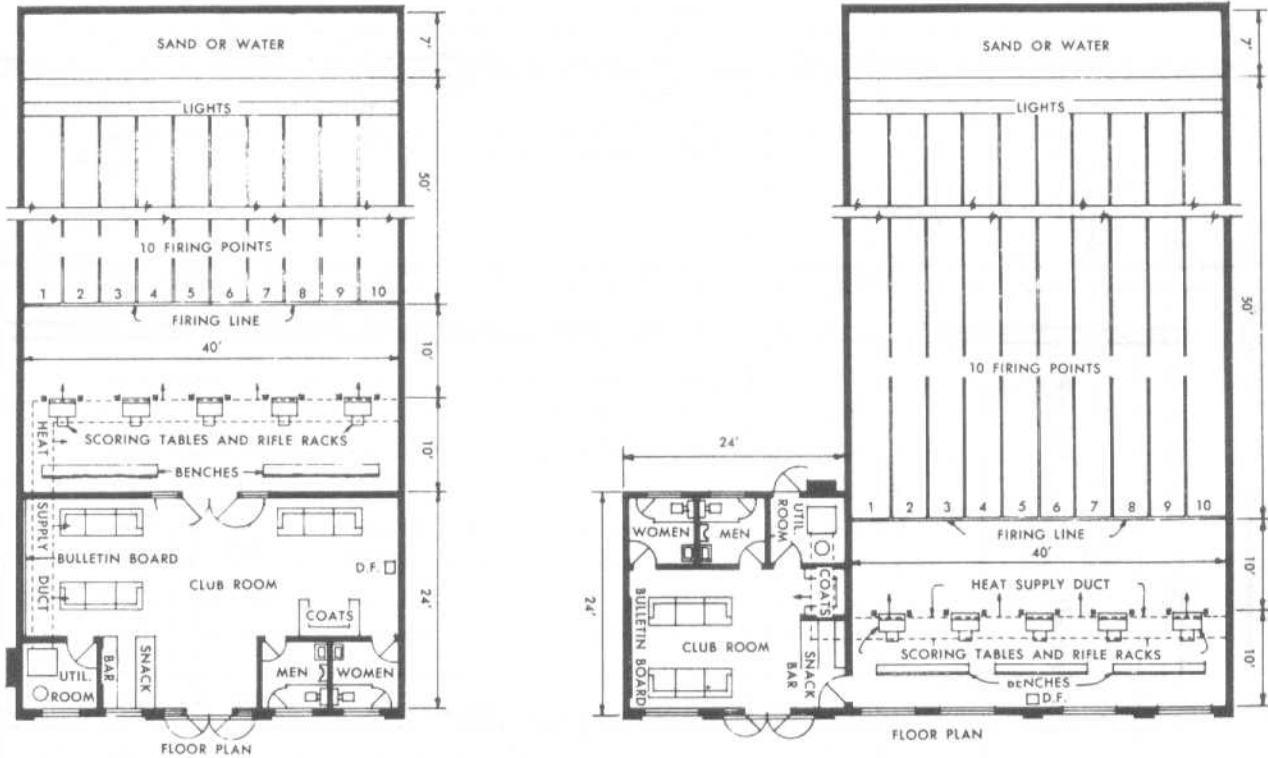 SAND OR WATER
7'
LIGHTS
50'
10 FIRING POINTS
1 2 3 4 5 6 7 8 9 10
FIRING LINE
40'
10'
HEAT SUPPLY DUCT
SCORING TABLES AND RIFLE RACKS
10'
BENCHES
BULLETIN BOARD
CLUB ROOM
D.F.
24'
COATS
UTIL. ROOM
SNACK BAR
MEN
WOMEN
FLOOR PLAN
SAND OR WATER
7'
LIGHTS
50'
10 FIRING POINTS
24'
1 2 3 4 5 6 7 8 9 10
FIRING LINE
40'
10'
WOMEN
MEN
UTIL. ROOM
COATS
HEAT SUPPLY DUCT
24'
BULLETIN BOARD
CLUB ROOM
SNACK BAR
SCORING TABLES AND RIFLE RACKS
10'
BENCHES
D.F.
FLOOR PLAN